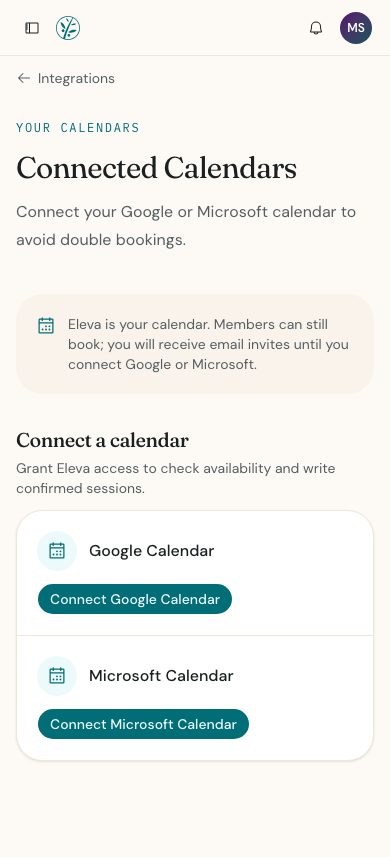 MS
Integrations
YOUR CALENDARS
Connected Calendars
Connect your Google or Microsoft calendar to
avoid double bookings.
Eleva is your calendar. Members can still
book; you will receive email invites until you
connect Google or Microsoft.
Connect a calendar
Grant Eleva access to check availability and write
confirmed sessions.
Google Calendar
Connect Google Calendar
Microsoft Calendar
Connect Microsoft Calendar